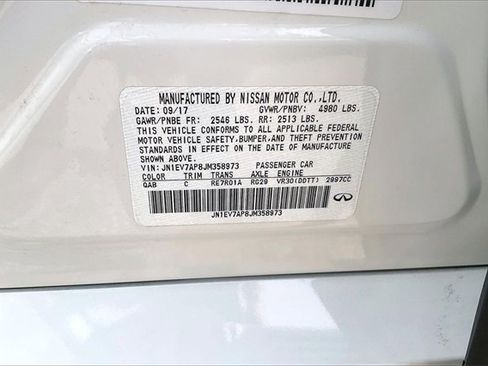 MANUFACTURED BY NISSAN MOTOR CO.,LTD.
DATE: 09/17 GVWR/PNBV: 4980 LBS.
GAWR/PNBE FR: 2546 LBS. RR: 2513 LBS.
THIS VEHICLE CONFORMS TO ALL APPLICABLE FEDERAL
MOTOR VEHICLE SAFETY,BUMPER,AND THEFT PREVENTION
STANDARDS IN EFFECT ON THE DATE OF MANUFACTURE
SHOWN ABOVE.
VIN: JN1EV7AP8JM358973 PASSENGER CAR
COLOR TRIM TRANS AXLE ENGINE
QAB C RE7R01A RG29 VR30(DDTT) 2997CC
JN1EV7AP8JM358973
INFINITI